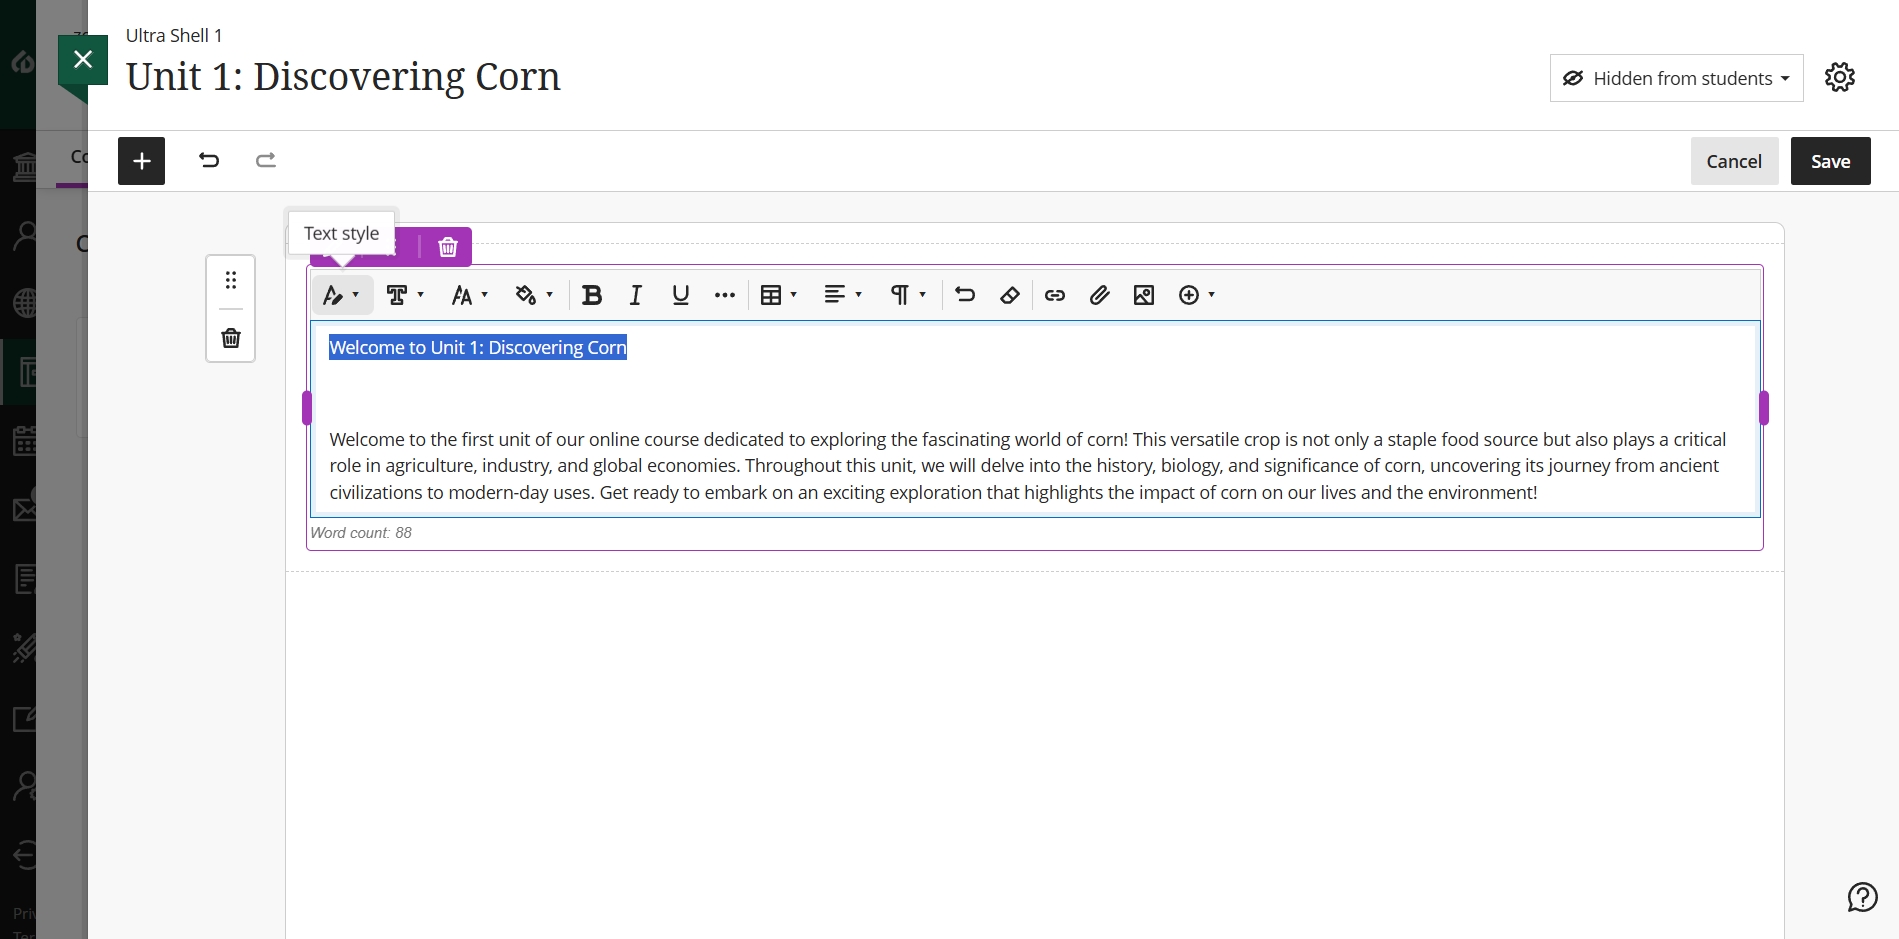 Ultra Shell 1
Unit 1: Discovering Corn
Hidden from students
Cancel
Save
Text style
Welcome to Unit 1: Discovering Corn
Welcome to the first unit of our online course dedicated to exploring the fascinating world of corn! This versatile crop is not only a staple food source but also plays a critical
role in agriculture, industry, and global economies. Throughout this unit, we will delve into the history, biology, and significance of corn, uncovering its journey from ancient
civilizations to modern-day uses. Get ready to embark on an exciting exploration that highlights the impact of corn on our lives and the environment!
Word count: 88